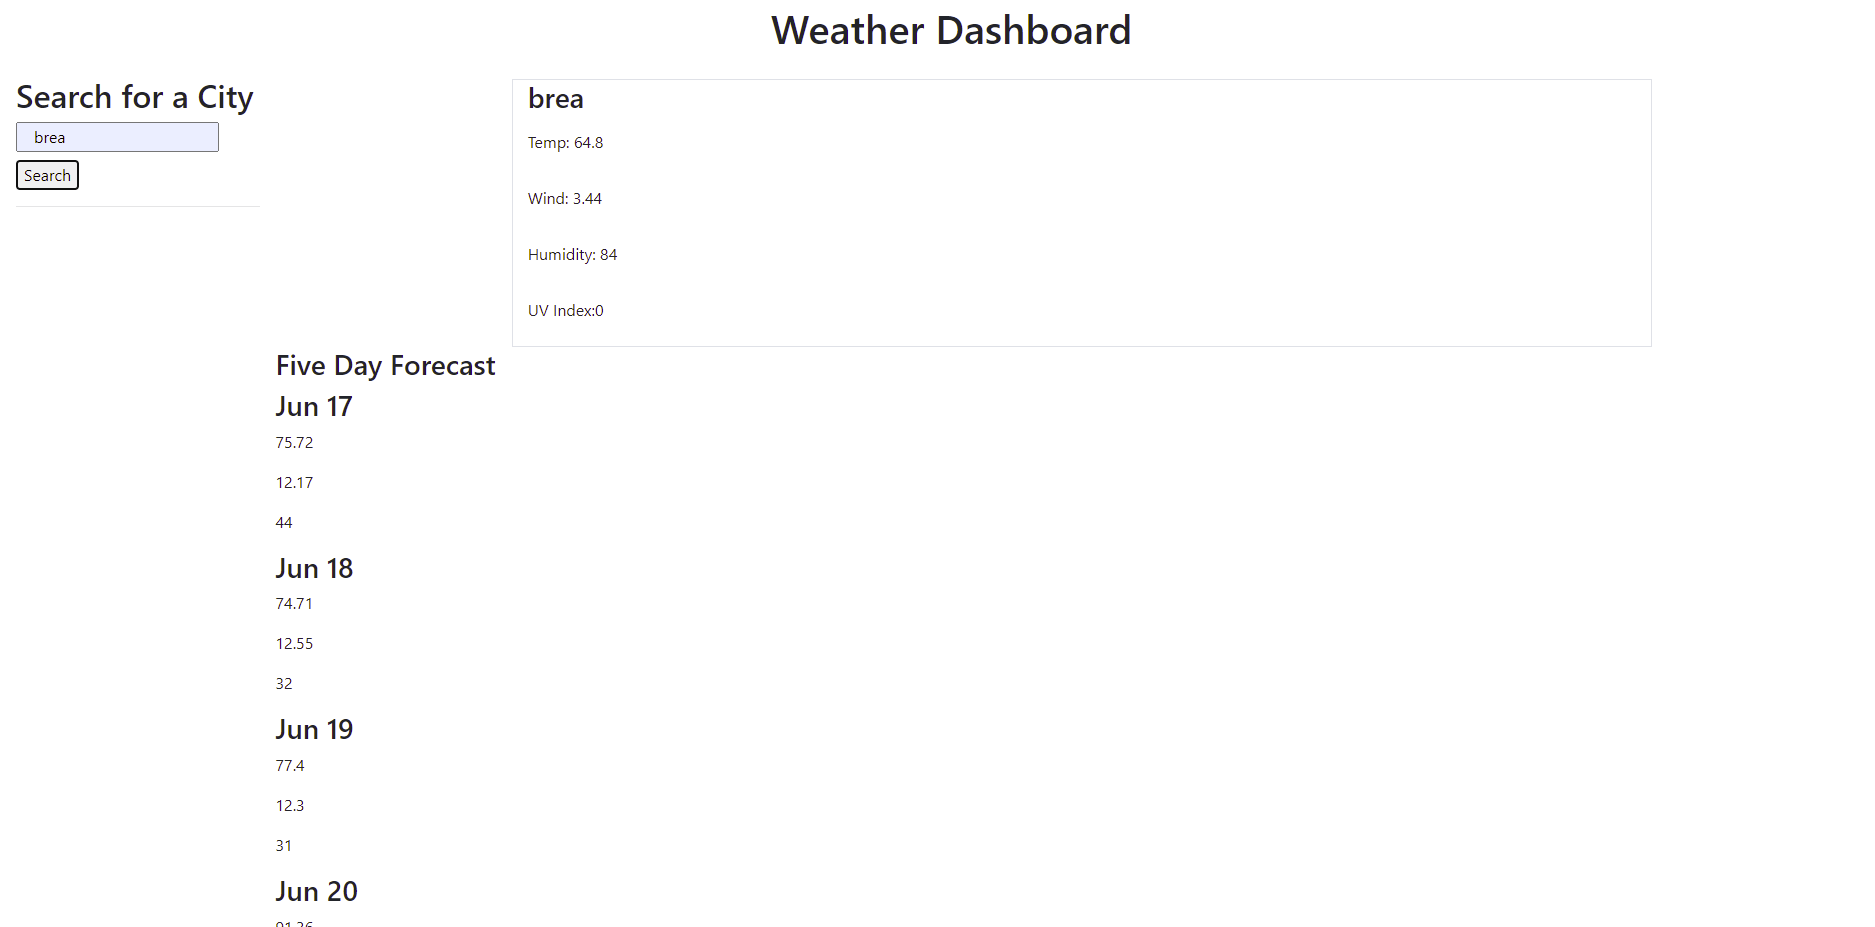 Weather Dashboard
Search for a City
brea
Search
brea
Temp: 64.8
Wind: 3.44
Humidity: 84
UV Index:0
Five Day Forecast
Jun 17
75.72
12.17
44
Jun 18
74.71
12.55
32
Jun 19
77.4
12.3
31
Jun 20